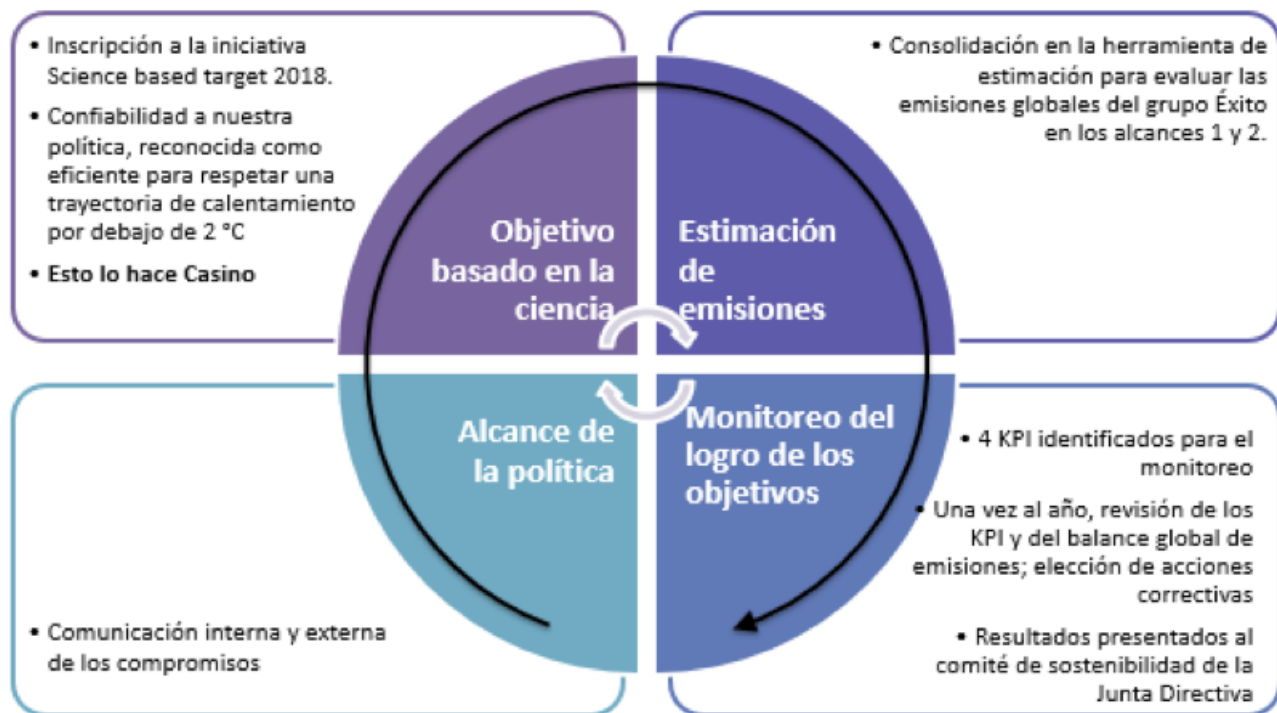 • Inscripción a la iniciativa
Science based target 2018.
• Confiabilidad a nuestra
política, reconocida como
eficiente para respetar una
trayectoria de calentamiento
por debajo de 2 °C
• Esto lo hace Casino
Objetivo
basado en la
ciencia
• Consolidación en la herramienta de
estimación para evaluar las
emisiones globales del grupo Éxito
en los alcances 1 y 2.
Estimación
de
emisiones
Alcance de
la política
• Comunicación interna y externa
de los compromisos
Monitoreo del
logro de los
objetivos
• 4 KPI identificados para el
monitoreo
• Una vez al año, revisión de los
KPI y del balance global de
emisiones; elección de acciones
correctivas
• Resultados presentados al
comité de sostenibilidad de la
Junta Directiva